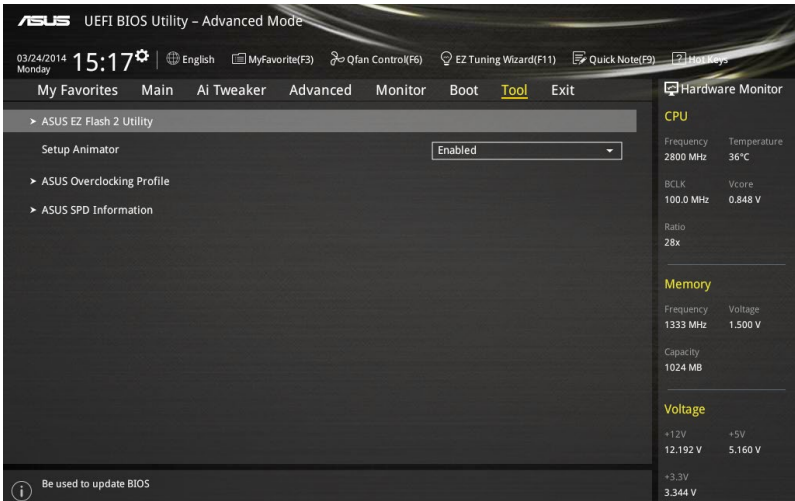 ASUS UEFI BIOS Utility – Advanced Mode
03/24/2014 Monday 15:17 English MyFavorite(F3) Qfan Control(F6) EZ Tuning Wizard(F11) Quick Note(F9) ? Hot Keys
My Favorites Main Ai Tweaker Advanced Monitor Boot Tool Exit
> ASUS EZ Flash 2 Utility
Setup Animator Enabled
> ASUS Overclocking Profile
> ASUS SPD Information
Be used to update BIOS
Hardware Monitor
CPU
Frequency Temperature
2800 MHz 36°C
BCLK Vcore
100.0 MHz 0.848 V
Ratio
28x
Memory
Frequency Voltage
1333 MHz 1.500 V
Capacity
1024 MB
Voltage
+12V +5V
12.192 V 5.160 V
+3.3V
3.344 V